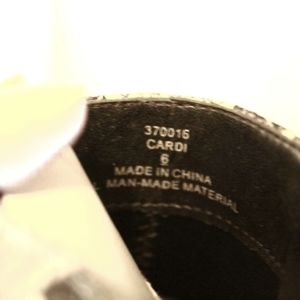 370016
CARDI
6
MADE IN CHINA
MAN-MADE MATERIAL